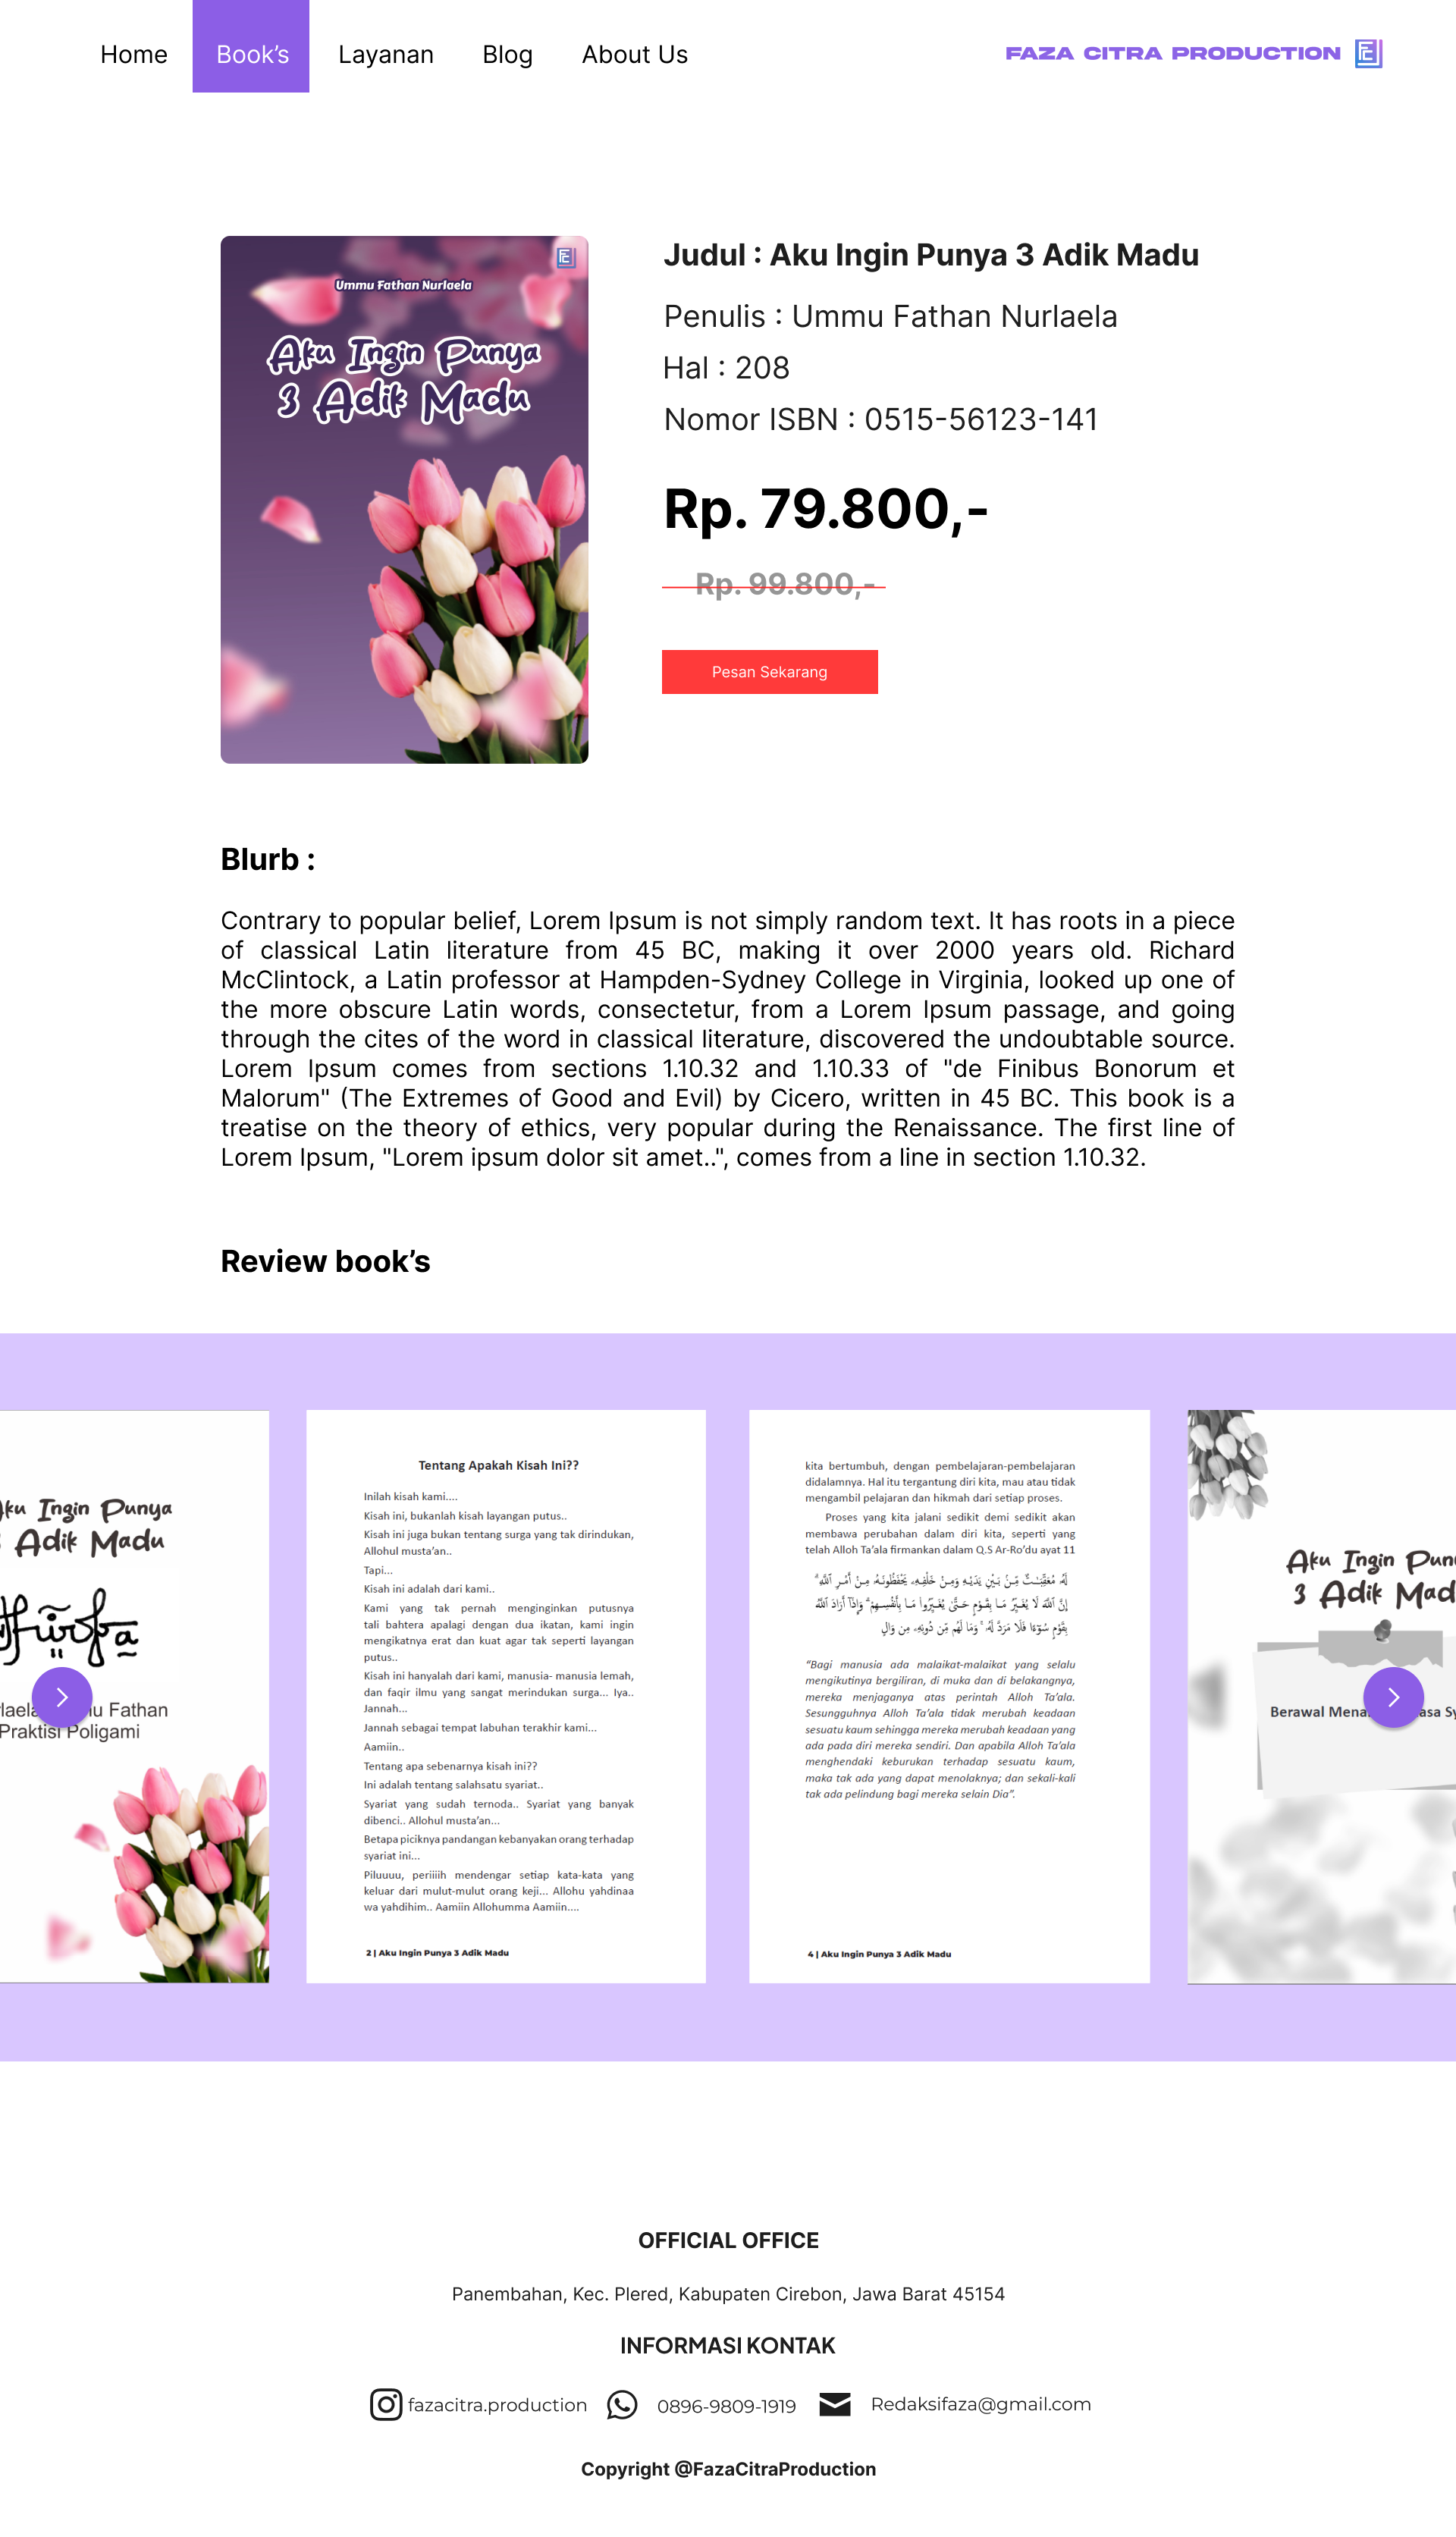 Home
Book's
Layanan
Blog
About Us
FAZA CITRA PRODUCTION
Ummu Fathan Nurlaela
Aku Ingin Punya
3 Adik Madu
Judul : Aku Ingin Punya 3 Adik Madu
Penulis : Ummu Fathan Nurlaela
Hal : 208
Nomor ISBN : 0515-56123-141
Rp. 79.800,-
Rp. 99.800,-
Pesan Sekarang
Blurb :
Contrary to popular belief, Lorem Ipsum is not simply random text. It has roots in a piece
of classical Latin literature from 45 BC, making it over 2000 years old. Richard
McClintock, a Latin professor at Hampden-Sydney College in Virginia, looked up one of
the more obscure Latin words, consectetur, from a Lorem Ipsum passage, and going
through the cites of the word in classical literature, discovered the undoubtable source.
Lorem Ipsum comes from sections 1.10.32 and 1.10.33 of "de Finibus Bonorum et
Malorum" (The Extremes of Good and Evil) by Cicero, written in 45 BC. This book is a
treatise on the theory of ethics, very popular during the Renaissance. The first line of
Lorem Ipsum, "Lorem ipsum dolor sit amet..", comes from a line in section 1.10.32.
Review book's
Ingin Punya
Adik Madu
Fathan
Praktisi Poligami
Tentang Apakah Kisah Ini??
Inilah kisah kami....
Kisah ini, bukanlah kisah layangan putus..
Kisah ini juga bukan tentang surga yang tak dirindukan,
Allohul musta'an..
Tapi...
Kisah ini adalah dari kami..
Kami yang tak pernah menginginkan putusnya
tali bahtera apalagi dengan dua ikatan, kami ingin
mengikatnya erat dan kuat agar tak seperti layangan
putus..
Kisah ini hanyalah dari kami, manusia- manusia lemah,
dan faqir ilmu yang sangat merindukan surga... Iya..
Jannah...
Jannah sebagai tempat labuhan terakhir kami...
Aamiin..
Tentang apa sebenarnya kisah ini??
Ini adalah tentang salahsatu syariat..
Syariat yang sudah ternoda.. Syariat yang banyak
dibenci.. Allohul musta'an...
Betapa piciknya pandangan kebanyakan orang terhadap
syariat ini...
Piluuuu, periiiih mendengar setiap kata-kata yang
keluar dari mulut-mulut orang keji... Allohu yahdinaa
wa yahdihim.. Aamiin Allohumma Aamiin....
2 | Aku Ingin Punya 3 Adik Madu
kita bertumbuh, dengan pembelajaran-pembelajaran
didalamnya. Hal itu tergantung diri kita, mau atau tidak
mengambil pelajaran dan hikmah dari setiap proses.
Proses yang kita jalani sedikit demi sedikit akan
membawa perubahan dalam diri kita, seperti yang
telah Alloh Ta'ala firmankan dalam Q.S Ar-Ro'du ayat 11
لَهُ مُعَقِّبَٰتٌ مِّنْ بَيْنِ يَدَيْهِ وَمِنْ خَلْفِهِۦ يَحْفَظُونَهُۥ مِنْ أَمْرِ ٱللَّهِ ۗ
إِنَّ ٱللَّهَ لَا يُغَيِّرُ مَا بِقَوْمٍ حَتَّىٰ يُغَيِّرُوا۟ مَا بِأَنْفُسِهِمْ ۗ وَإِذَآ أَرَادَ ٱللَّهُ
بِقَوْمٍ سُوٓءًا فَلَا مَرَدَّ لَهُۥ ۚ وَمَا لَهُم مِّن دُونِهِۦ مِن وَالٍ
"Bagi manusia ada malaikat-malaikat yang selalu
mengikutinya bergiliran, di muka dan di belakangnya,
mereka menjaganya atas perintah Alloh Ta'ala.
Sesungguhnya Alloh Ta'ala tidak merubah keadaan
sesuatu kaum sehingga mereka merubah keadaan yang
ada pada diri mereka sendiri. Dan apabila Alloh Ta'ala
menghendaki keburukan terhadap sesuatu kaum,
maka tak ada yang dapat menolaknya; dan sekali-kali
tak ada pelindung bagi mereka selain Dia".
4 | Aku Ingin Punya 3 Adik Madu
Aku Ingin
3 Adik
Berawal
OFFICIAL OFFICE
Panembahan, Kec. Plered, Kabupaten Cirebon, Jawa Barat 45154
INFORMASI KONTAK
fazacitra.production
0896-9809-1919
Redaksifaza@gmail.com
Copyright @FazaCitraProduction